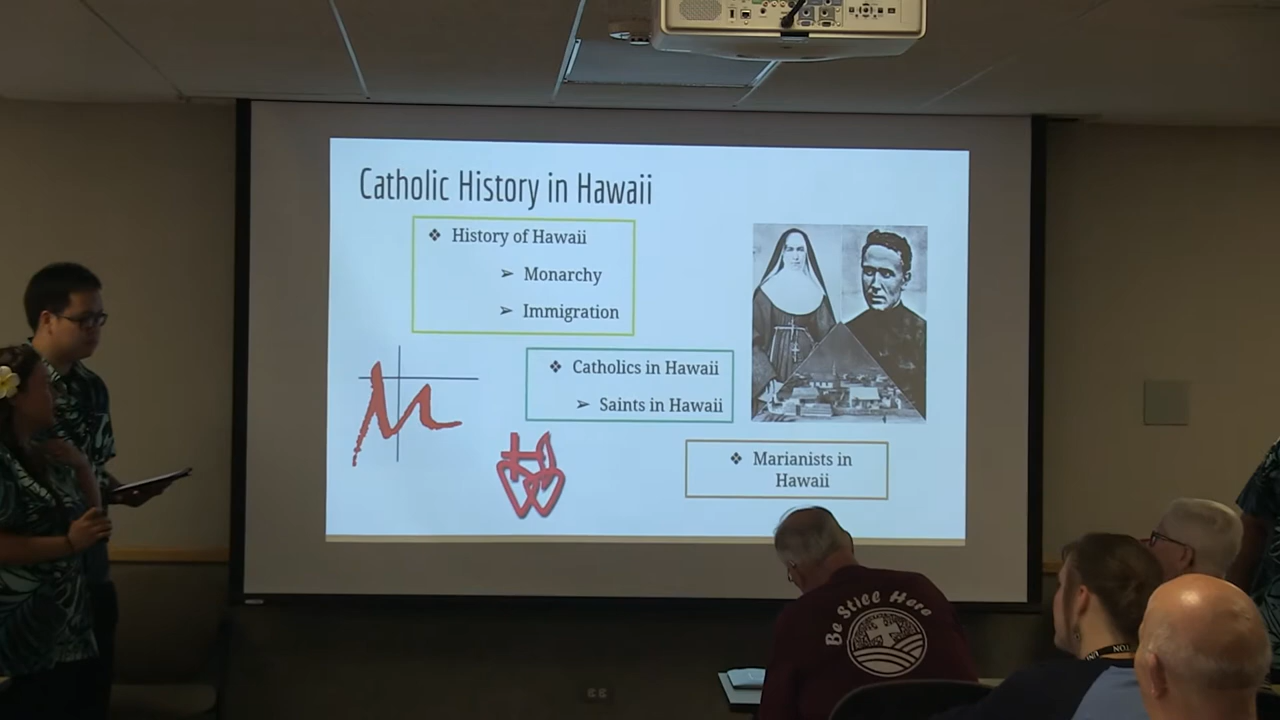 Catholic History in Hawaii
❖ History of Hawaii
➢ Monarchy
➢ Immigration
❖ Catholics in Hawaii
➢ Saints in Hawaii
❖ Marianists in
Hawaii
Be Still Here